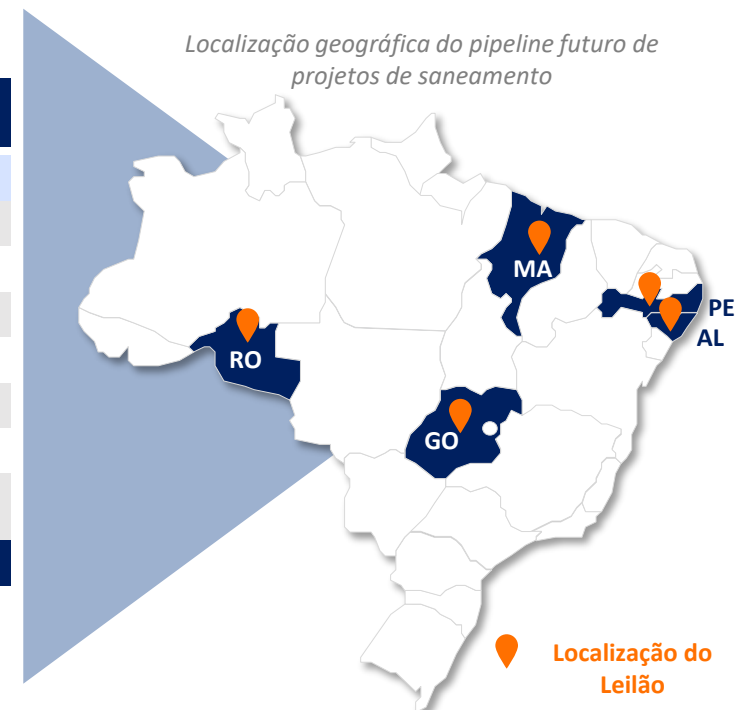 Localização geográfica do pipeline futuro de
projetos de saneamento
MA
PE
AL
RO
GO
Localização do
Leilão